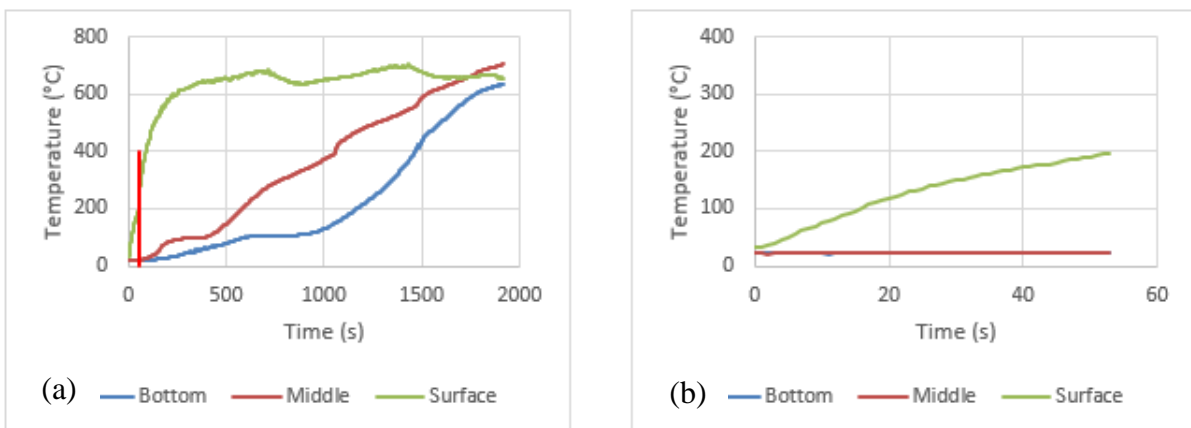 800
600
400
200
0
Temperature (°C)
0 500 1000 1500 2000
Time (s)
(a) Bottom Middle Surface
400
300
200
100
0
Temperature (°C)
0 20 40 60
Time (s)
(b) Bottom Middle Surface